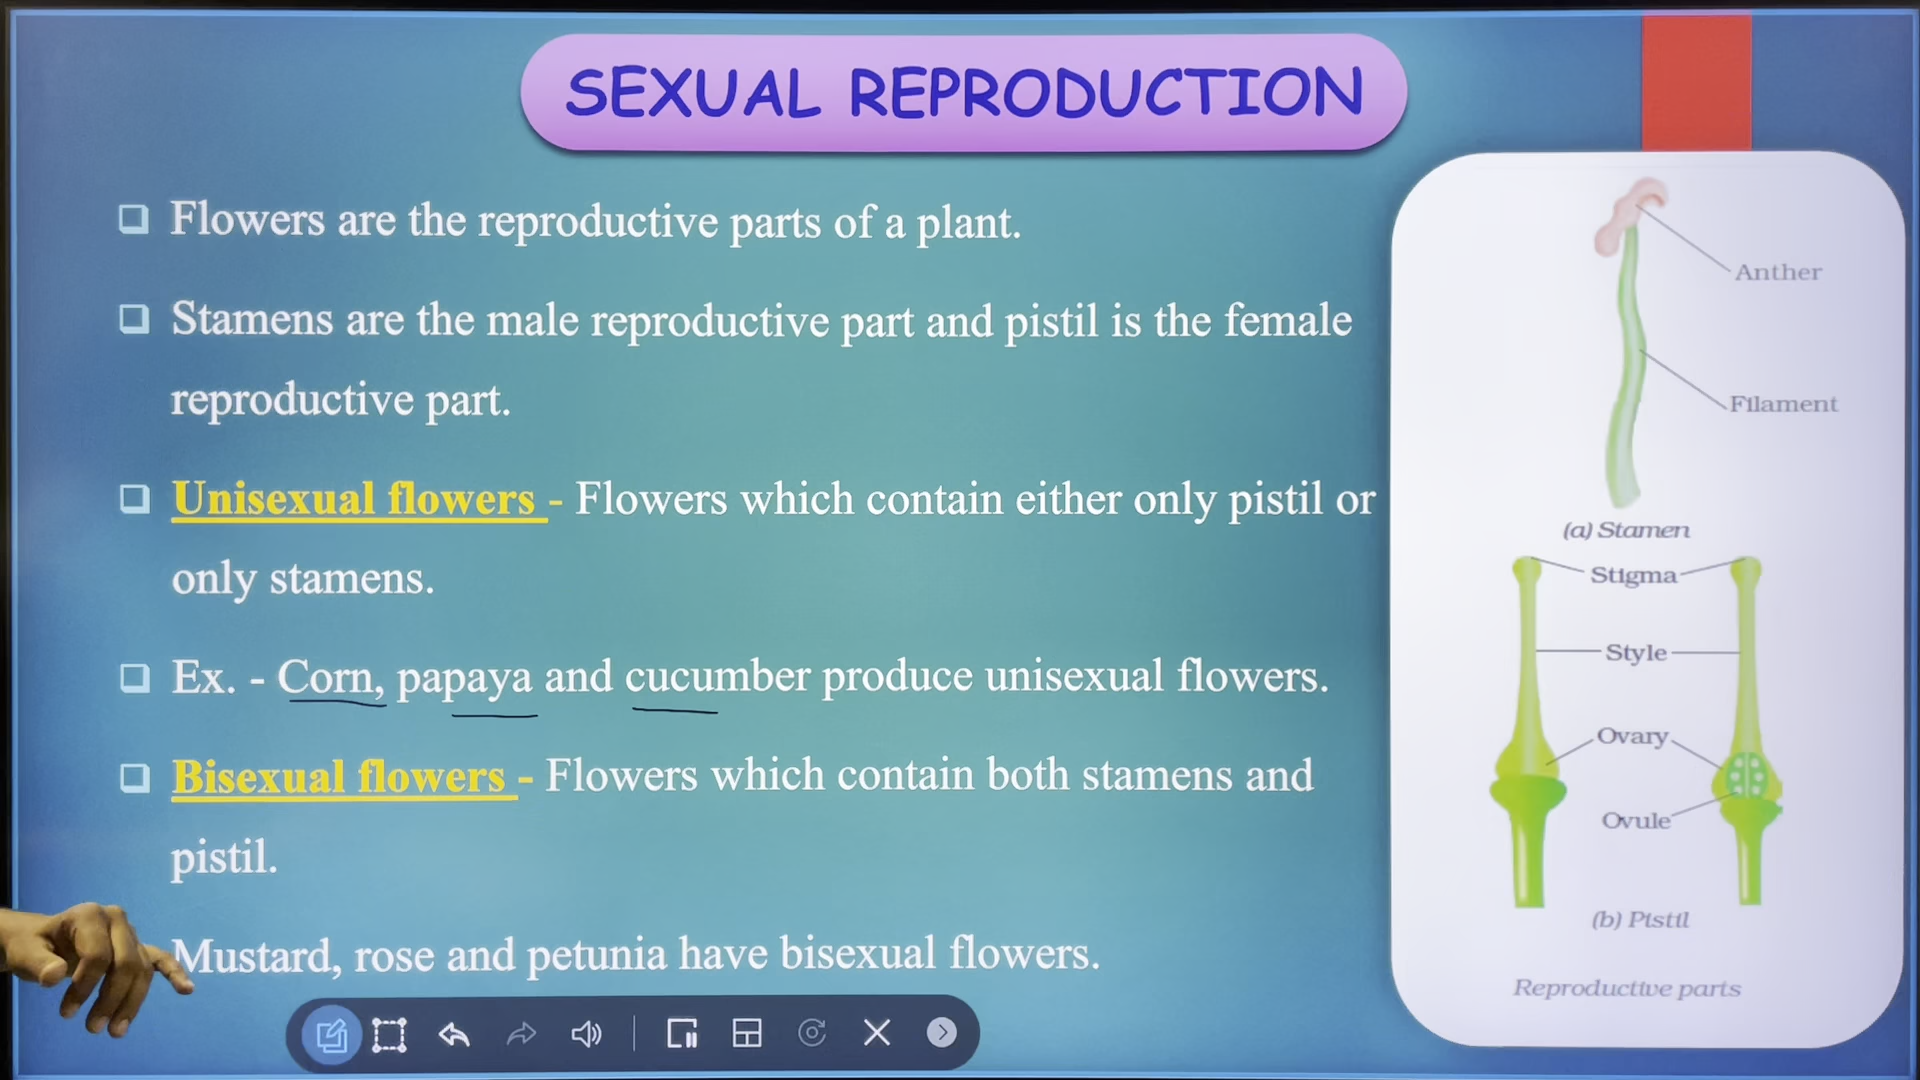 SEXUAL REPRODUCTION
Flowers are the reproductive parts of a plant.
Stamens are the male reproductive part and pistil is the female
reproductive part.
Unisexual flowers - Flowers which contain either only pistil or
only stamens.
Ex. - Corn, papaya and cucumber produce unisexual flowers.
Bisexual flowers - Flowers which contain both stamens and
pistil.
Mustard, rose and petunia have bisexual flowers.
Anther
Filament
(a) Stamen
Stigma
Style
Ovary
Ovule
(b) Pistil
Reproductive parts